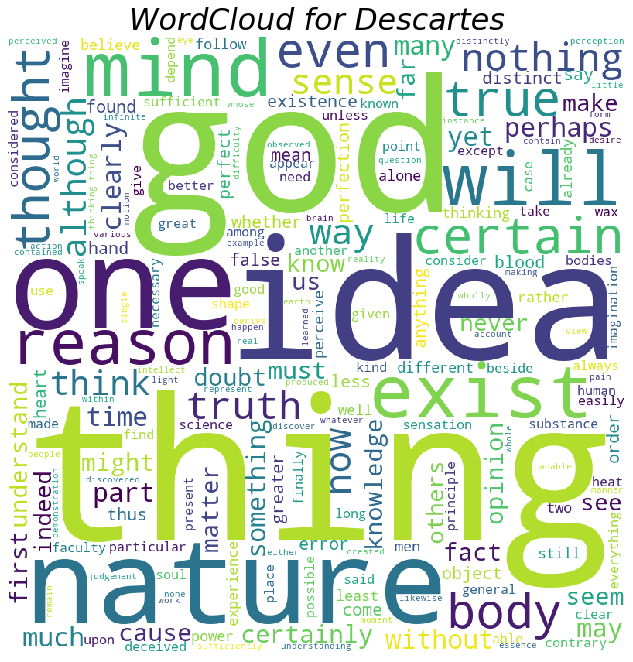 WordCloud for Descartes
perceived
believe
follow
even
many
distinctly
nothing
perception
imagine
mind
depend
eye
sense
far
distinct
say
little
considered
thought
although
found
sufficient
existence
known
true
make
infinite
whose
unless
yet
perhaps
clearly
give
god
perfect
difficulty
observed
mean
appear
need
point
question
alone
perfection
except
instance
contain
form
case
already
desire
world
thinking thing
better
great
whether
among
another
life
will
thinking
take
wax
brain
various
notion
action
contained
speak
hand
necessary
way
certain
example
false
know
us
reality
consider
blood
bodies
one
idea
use
single
shape
good
perceive
given
anything
wholly
rather
imagination
earth
making
never
view
happen
learned
account
real
derive
reason
kind
different
beside
always
pain
intellect
light
must
less
sensation
exist
human
easily
heart
think
within
represent
doubt
produced
made
time
truth
well
whatever
substance
order
understand
people
find
science
discover
now
knowledge
opinion
whole
might
something
thing
demonstration
discovered
present
greater
finally
long
others
principle
two
see
heat
manner
everything
first
indeed
part
matter
thus
error
either
created
men
fact
still
faculty
particular
object
nature
experience
place
possible
said
least
come
likewise
general
seem
judgement
soul
none
work
body
clear
remain
moment
much
upon
cause
power
certainly
without
able
may
deceived
sufficiently
understanding
essence
contrary